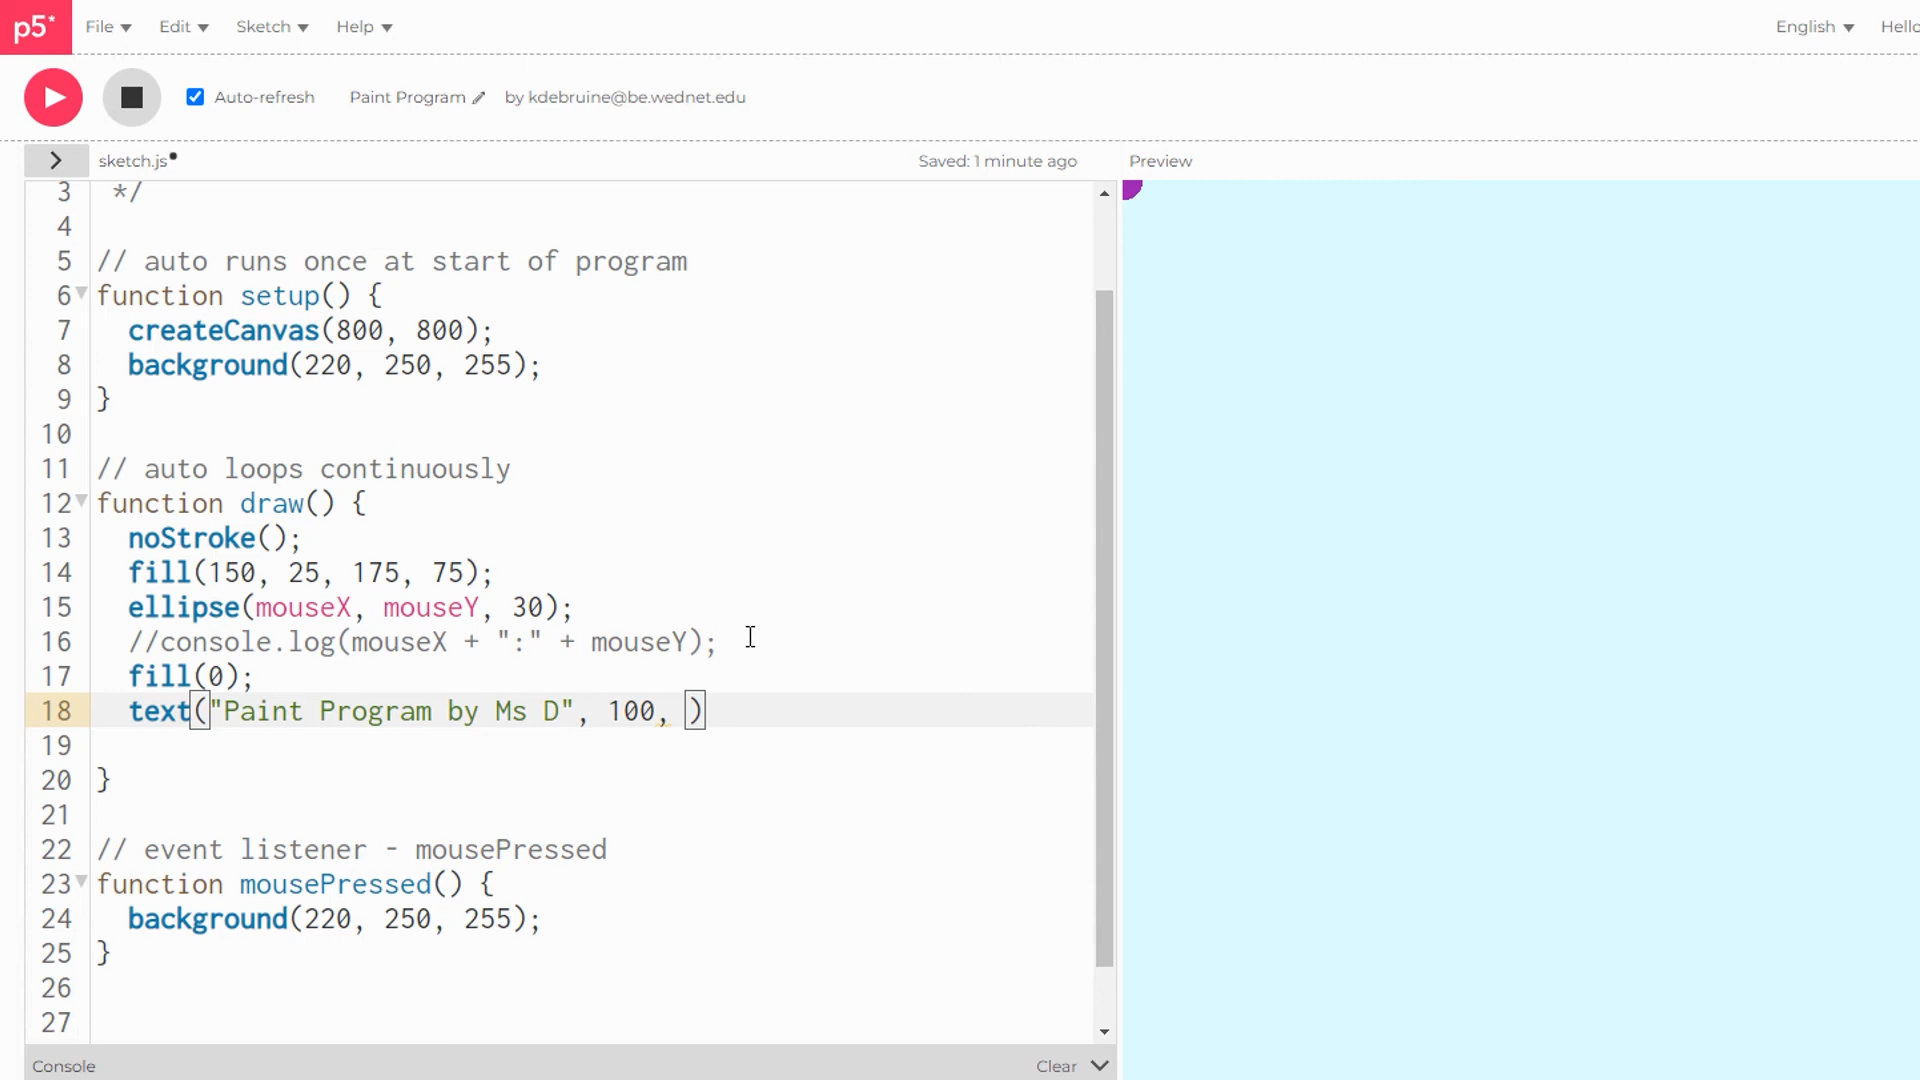 p5* File Edit Sketch Help English Hello
Auto-refresh Paint Program by kdebruine@be.wednet.edu
sketch.js Saved: 1 minute ago Preview
3 */
4
5 // auto runs once at start of program
6 function setup() {
7 createCanvas(800, 800);
8 background(220, 250, 255);
9 }
10
11 // auto loops continuously
12 function draw() {
13 noStroke();
14 fill(150, 25, 175, 75);
15 ellipse(mouseX, mouseY, 30);
16 //console.log(mouseX + ":" + mouseY);
17 fill(0);
18 text("Paint Program by Ms D", 100, )
19
20 }
21
22 // event listener - mousePressed
23 function mousePressed() {
24 background(220, 250, 255);
25 }
26
27
Console Clear